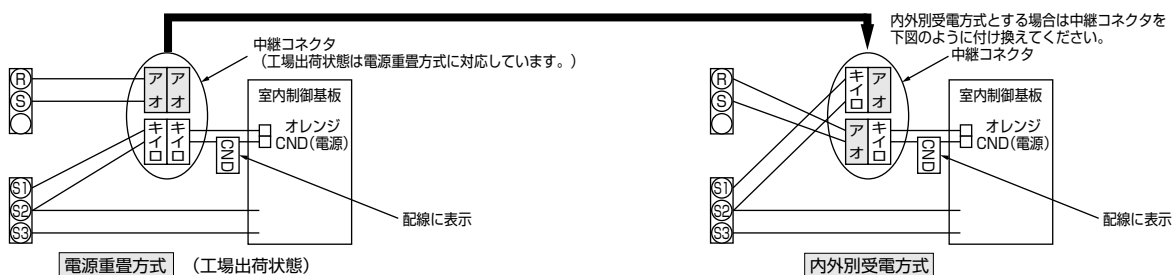 中継コネクタ
（工場出荷状態は電源重畳方式に対応しています。）
R
S
アオ
アオ
キイロ
キイロ
室内制御基板
オレンジ
CND(電源)
CND
S1
S2
S3
配線に表示
電源重畳方式 （工場出荷状態）
内外別受電方式とする場合は中継コネクタを
下図のように付け換えてください。
中継コネクタ
R
S
キイロ
アオ
アオ
キイロ
室内制御基板
オレンジ
CND(電源)
CND
S1
S2
S3
配線に表示
内外別受電方式